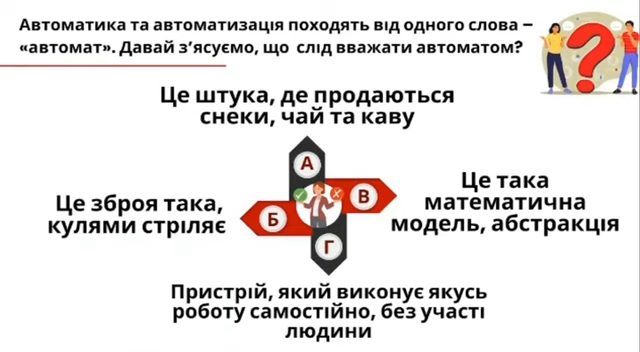 Автоматика та автоматизація походять від одного слова –
«автомат». Давай з’ясуємо, що слід вважати автоматом?
Це штука, де продаються
снеки, чай та каву
А
Це зброя така,
кулями стріляє
Б
В
Це така
математична
модель, абстракція
Г
Пристрій, який виконує якусь
роботу самостійно, без участі
людини